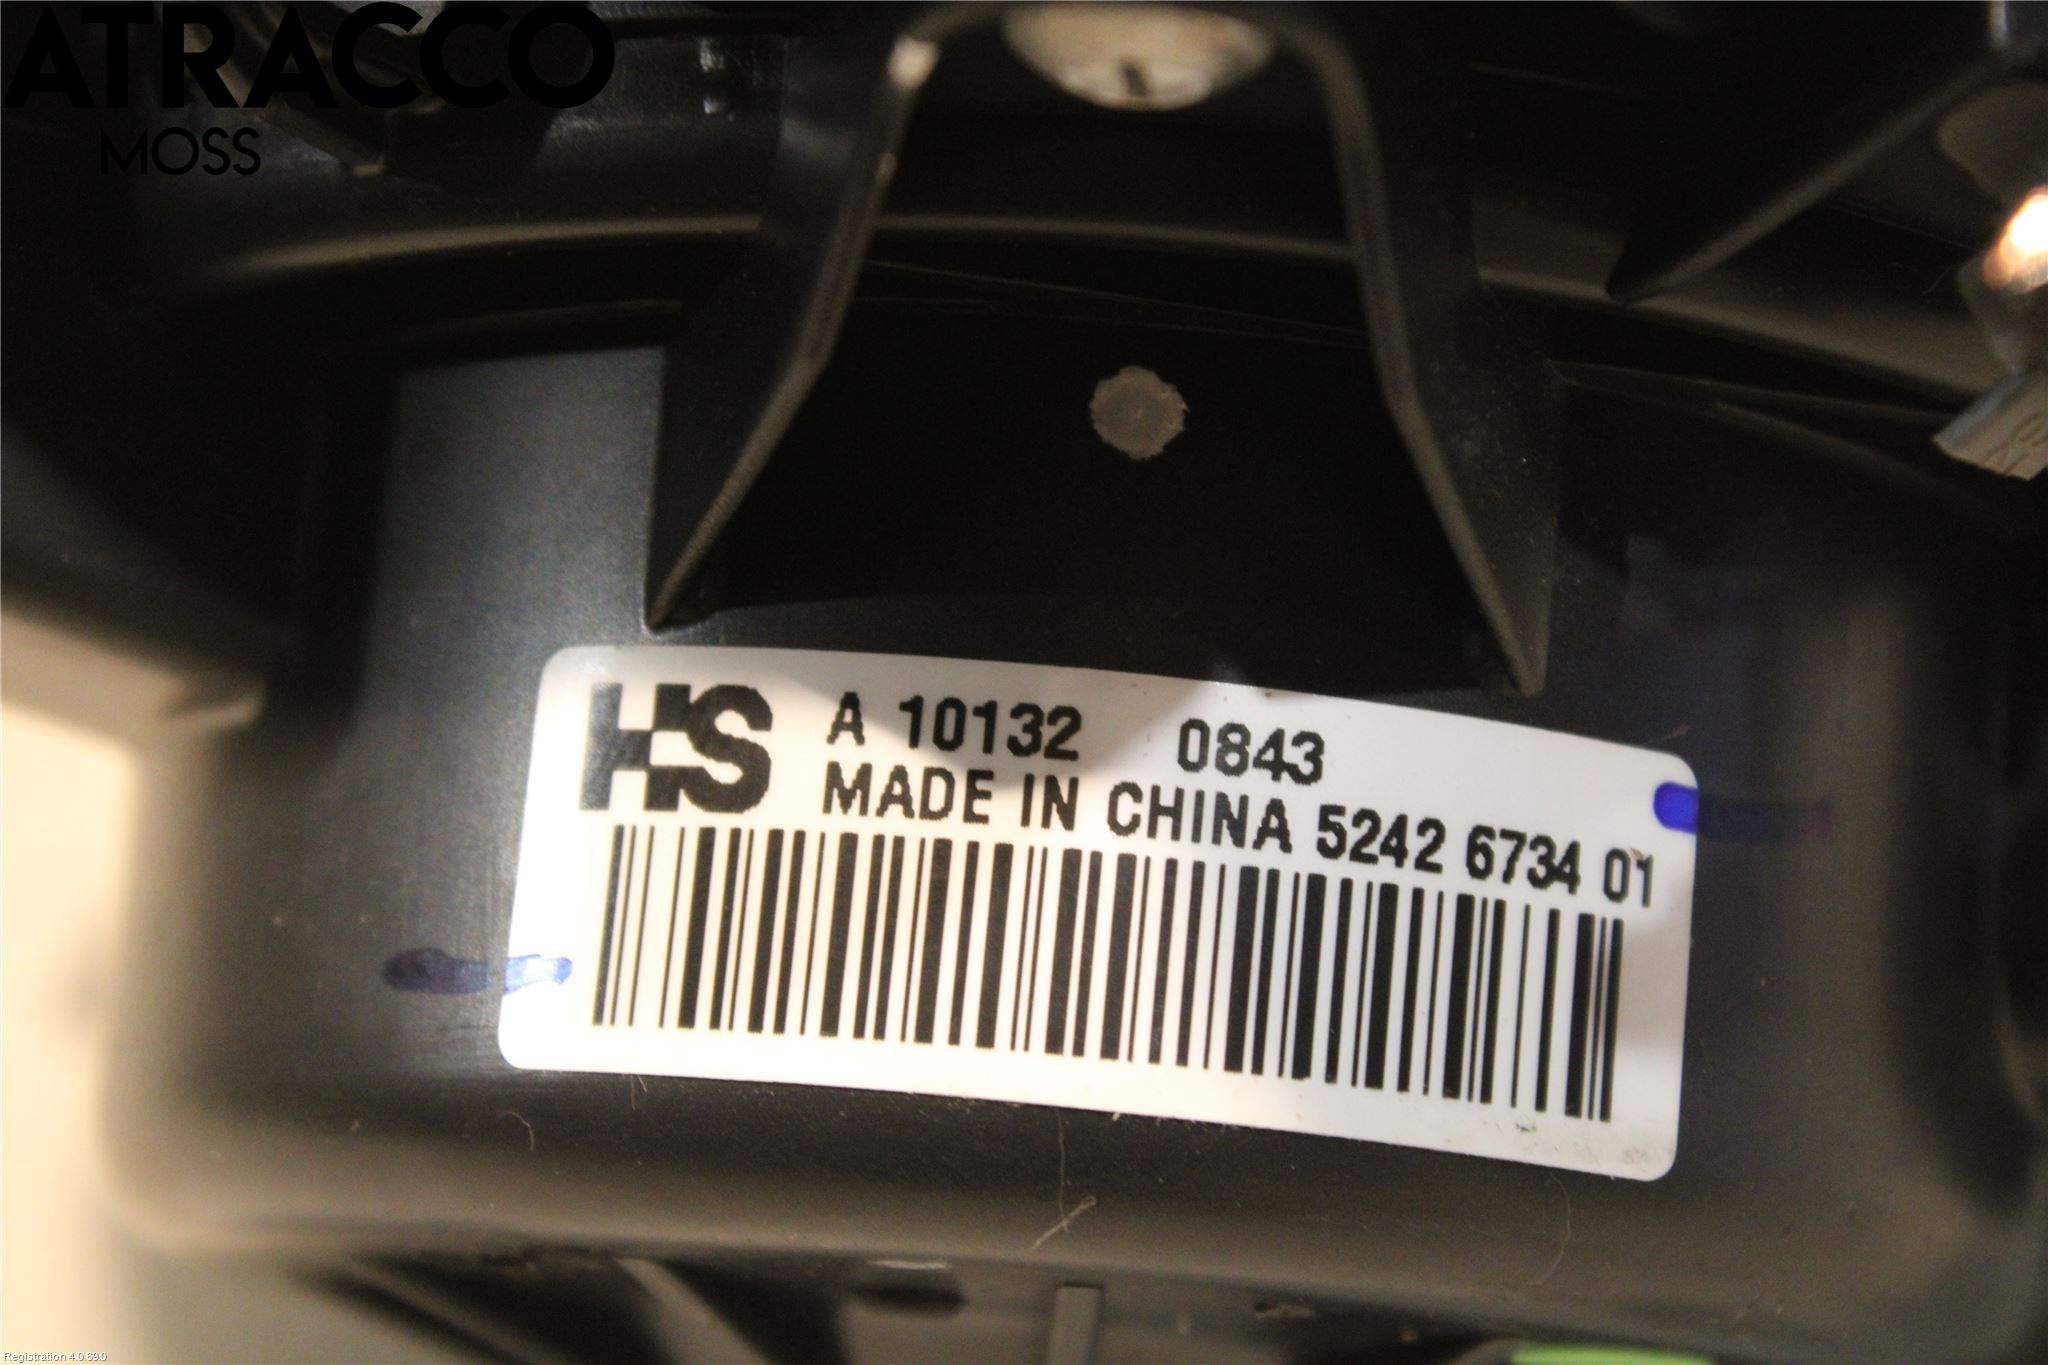 ATRACCO
MOSS
HS A 10132 0843
MADE IN CHINA 5242 6734 01
Registration 4.0.69.0